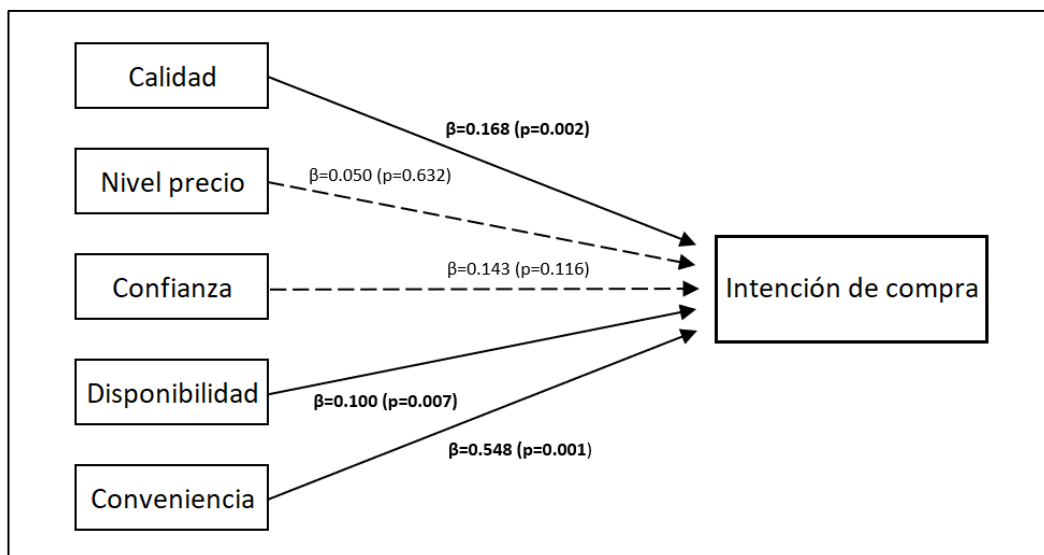 Calidad
β=0.168 (p=0.002)
Nivel precio
β=0.050 (p=0.632)
Confianza
β=0.143 (p=0.116)
Intención de compra
Disponibilidad
β=0.100 (p=0.007)
β=0.548 (p=0.001)
Conveniencia